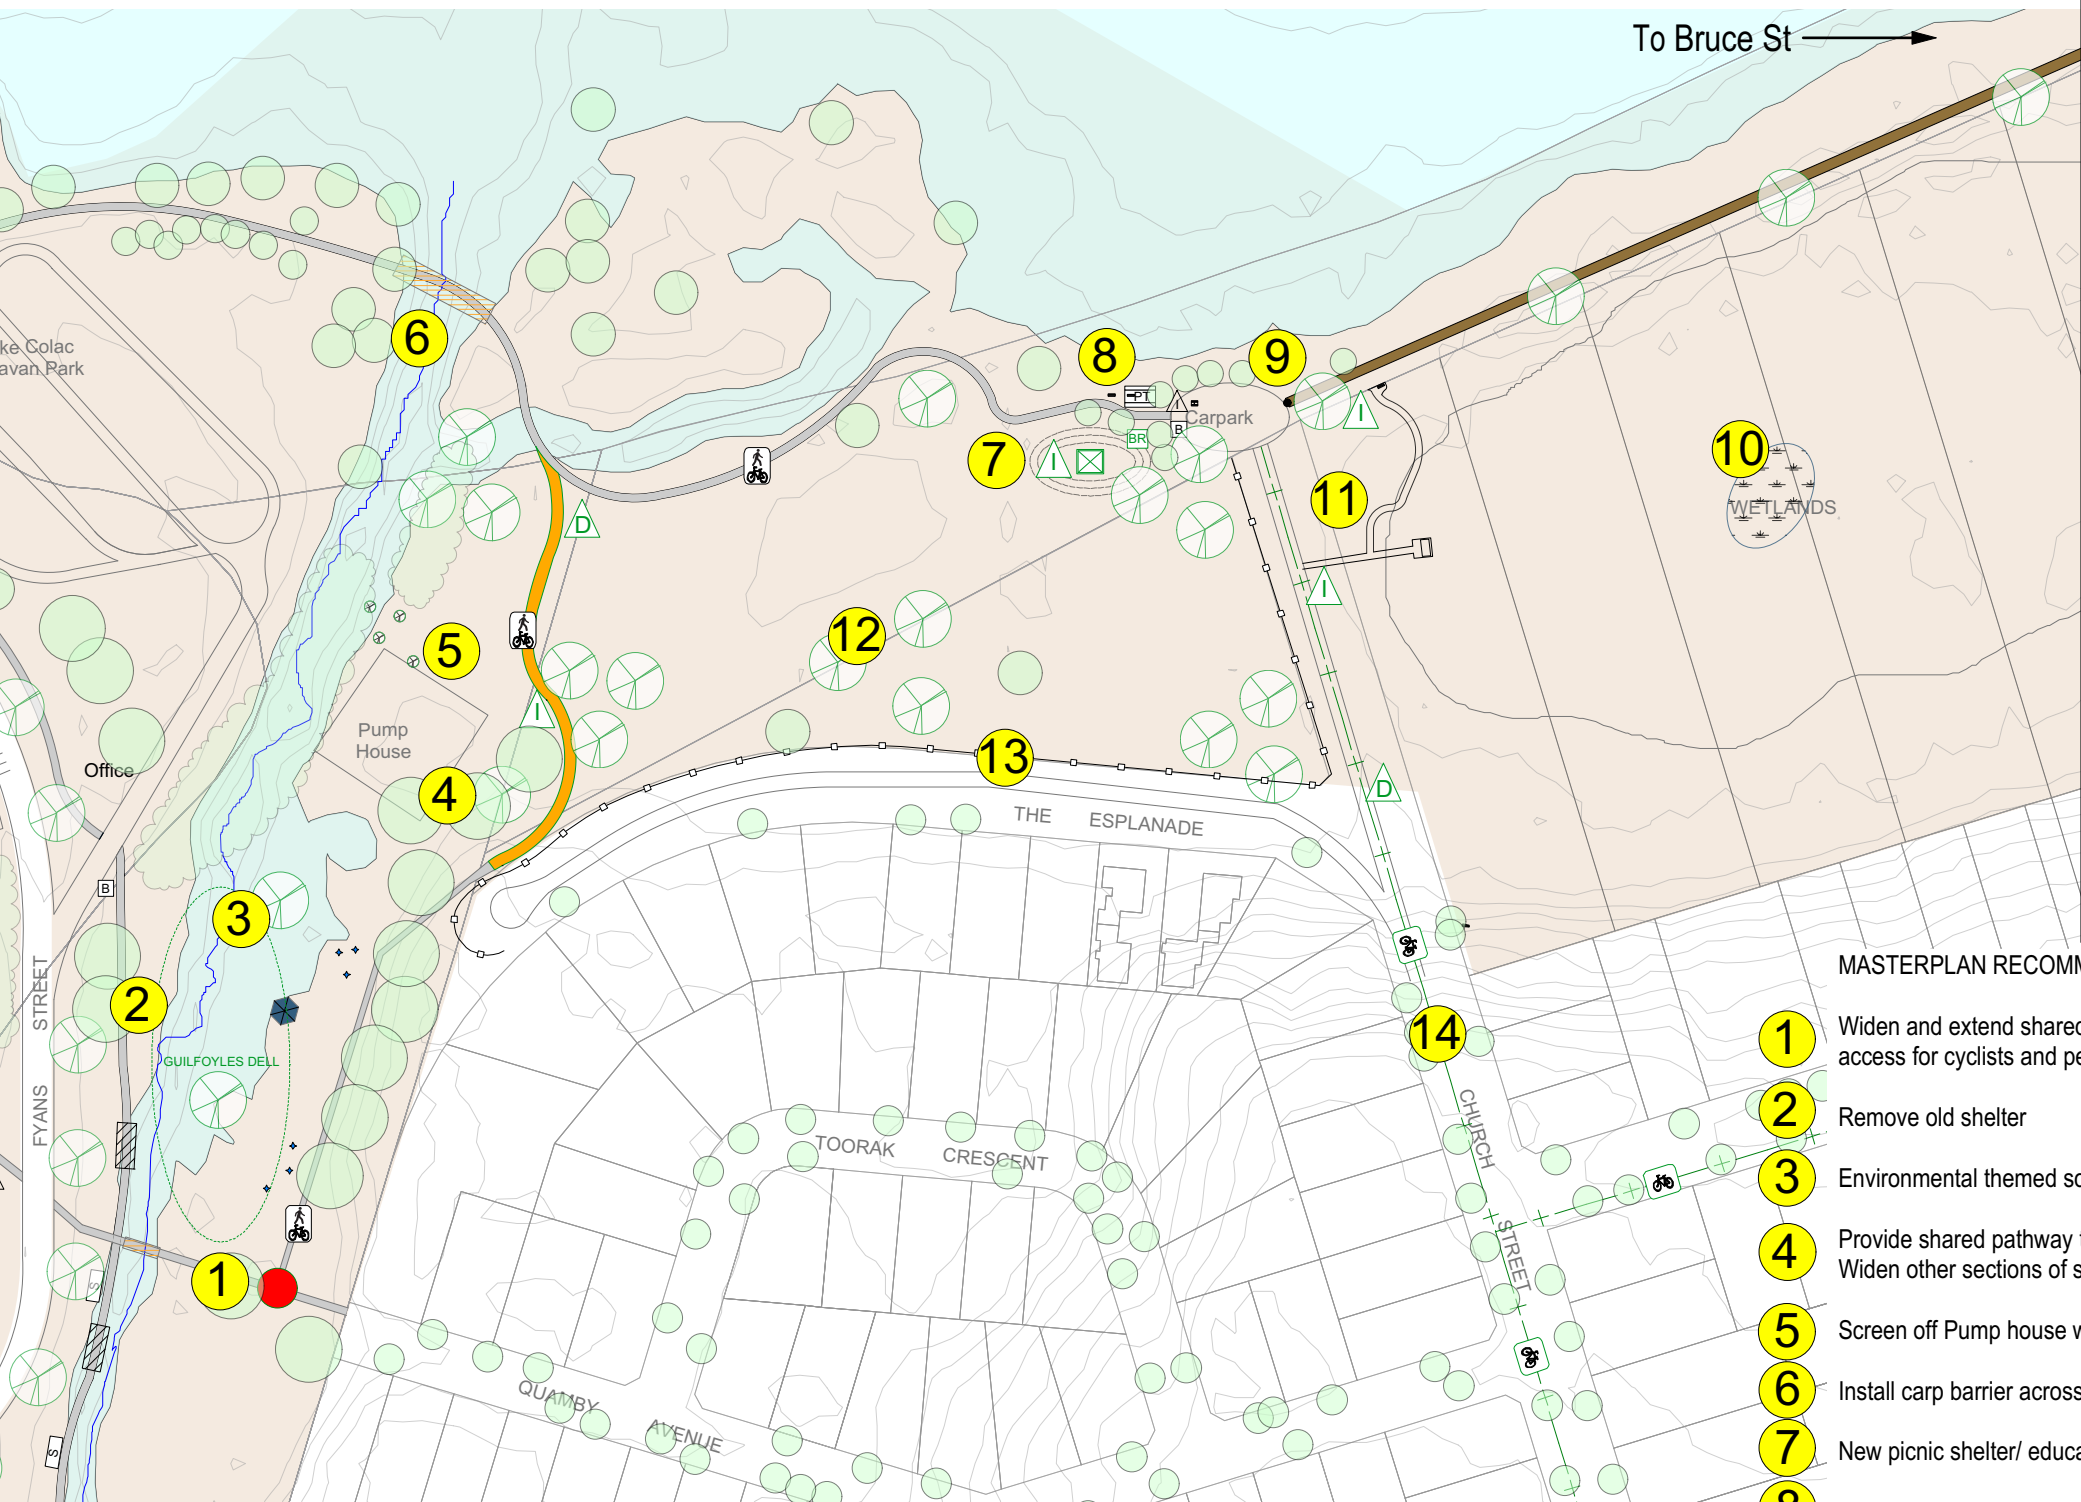 To Bruce St
6
ke Colac
avan Park
8
9
PT
I
Carpark
B
BR
7
I
I
10
WETLANDS
11
D
I
12
5
I
Pump
House
Office
4
13
D
THE ESPLANADE
B
3
2
GUILFOYLES DELL
FYANS STREET
14
CHURCH STREET
TOORAK CRESCENT
1
S
S
QUAMBY AVENUE
MASTERPLAN RECOMM
1 Widen and extend shared
access for cyclists and pe
2 Remove old shelter
3 Environmental themed sc
4 Provide shared pathway t
Widen other sections of s
5 Screen off Pump house w
6 Install carp barrier across
7 New picnic shelter/ educa
8